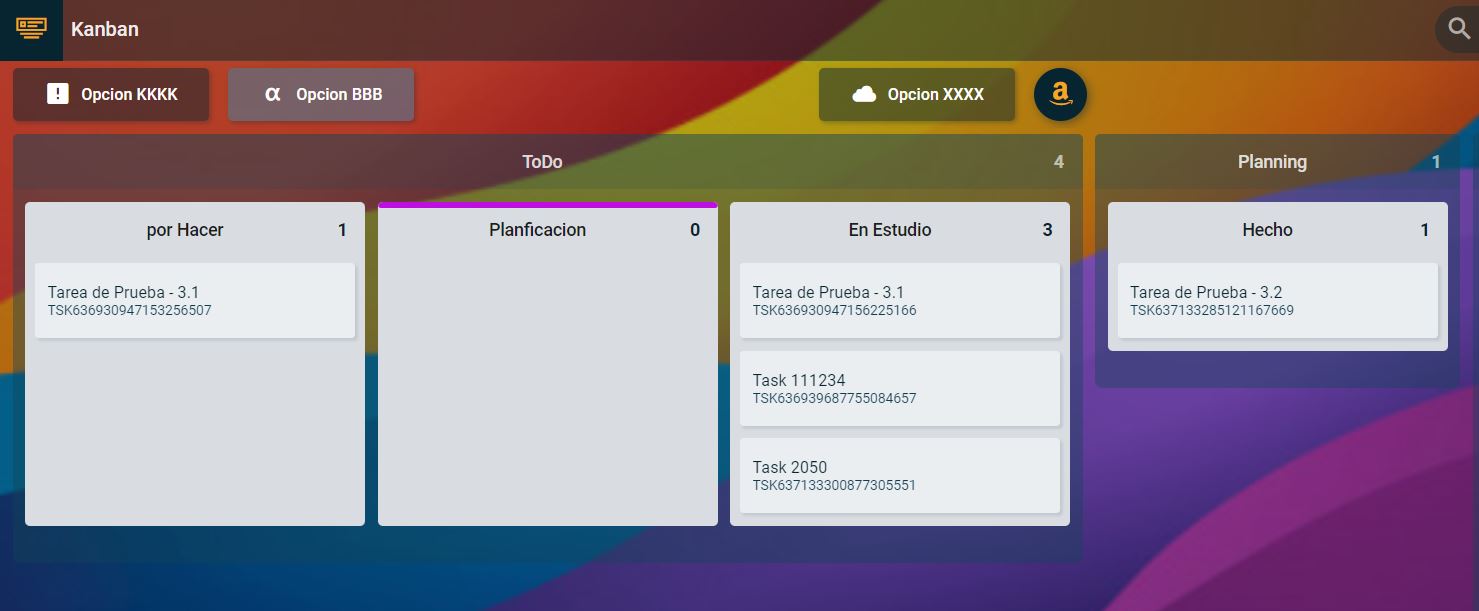 Kanban
Opcion KKKK
α Opcion BBB
Opcion XXXX
a
ToDo 4
Planning 1
por Hacer 1
Planficacion 0
En Estudio 3
Hecho 1
Tarea de Prueba - 3.1
TSK636930947153256507
Tarea de Prueba - 3.1
TSK636930947156225166
Task 111234
TSK636939687755084657
Task 2050
TSK637133300877305551
Tarea de Prueba - 3.2
TSK637133285121167669